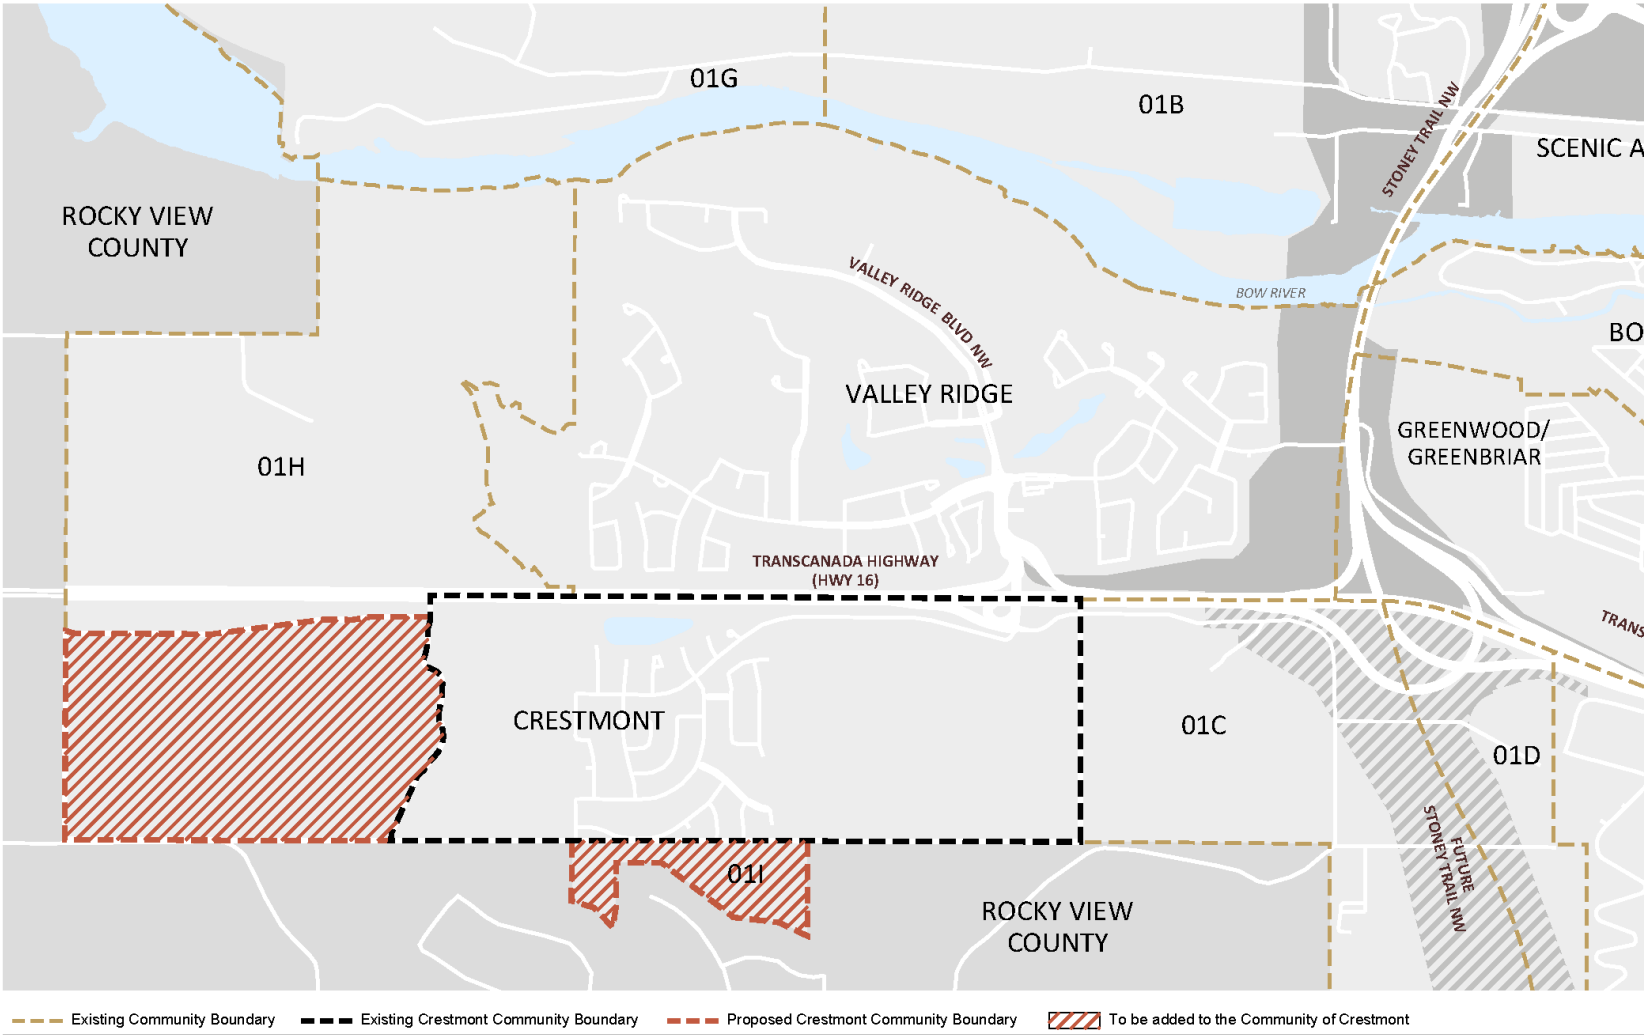 01G
01B
STONEY TRAIL NW
SCENIC A
ROCKY VIEW
COUNTY
VALLEY RIDGE BLVD NW
BOW RIVER
BO
VALLEY RIDGE
GREENWOOD/
GREENBRIAR
01H
TRANSCANADA HIGHWAY
(HWY 16)
TRANS
CRESTMONT
01C
01D
01I
FUTURE
STONEY TRAIL NW
ROCKY VIEW
COUNTY
Existing Community Boundary
Existing Crestmont Community Boundary
Proposed Crestmont Community Boundary
To be added to the Community of Crestmont